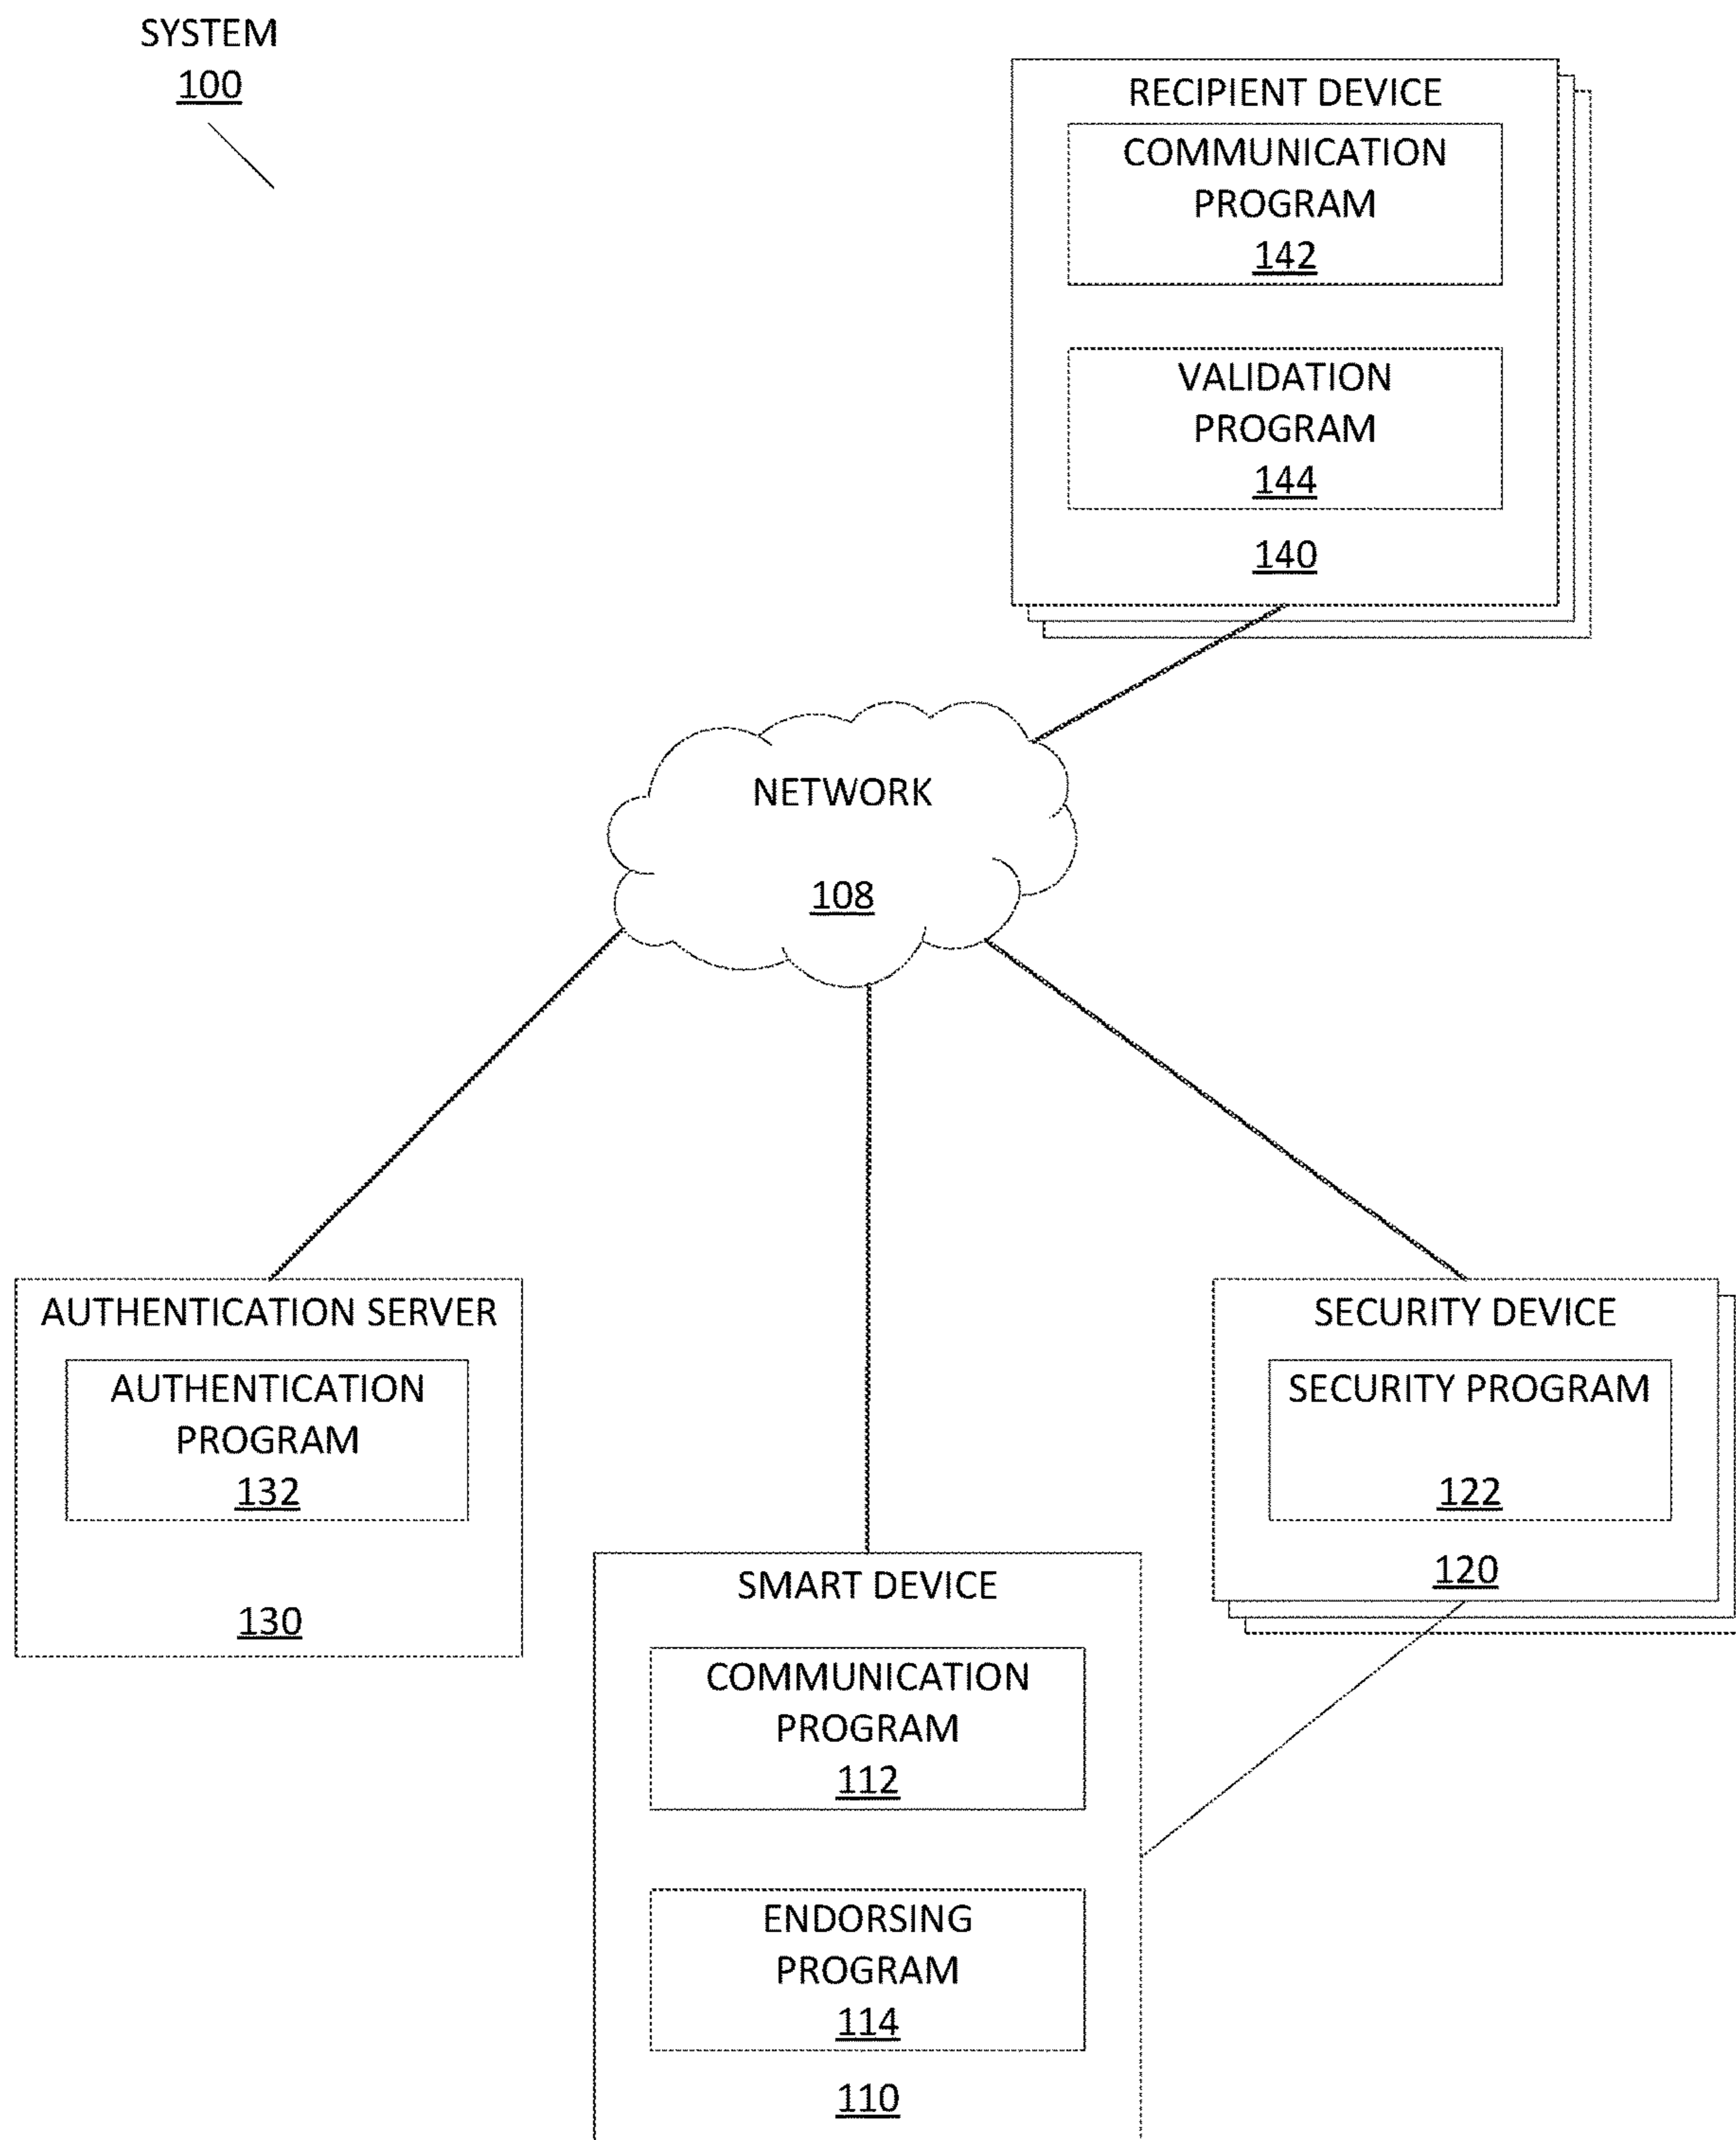 SYSTEM
100
RECIPIENT DEVICE
COMMUNICATION
PROGRAM
142
VALIDATION
PROGRAM
144
140
NETWORK
108
AUTHENTICATION SERVER
AUTHENTICATION
PROGRAM
132
130
SECURITY DEVICE
SECURITY PROGRAM
122
120
SMART DEVICE
COMMUNICATION
PROGRAM
112
ENDORSING
PROGRAM
114
110